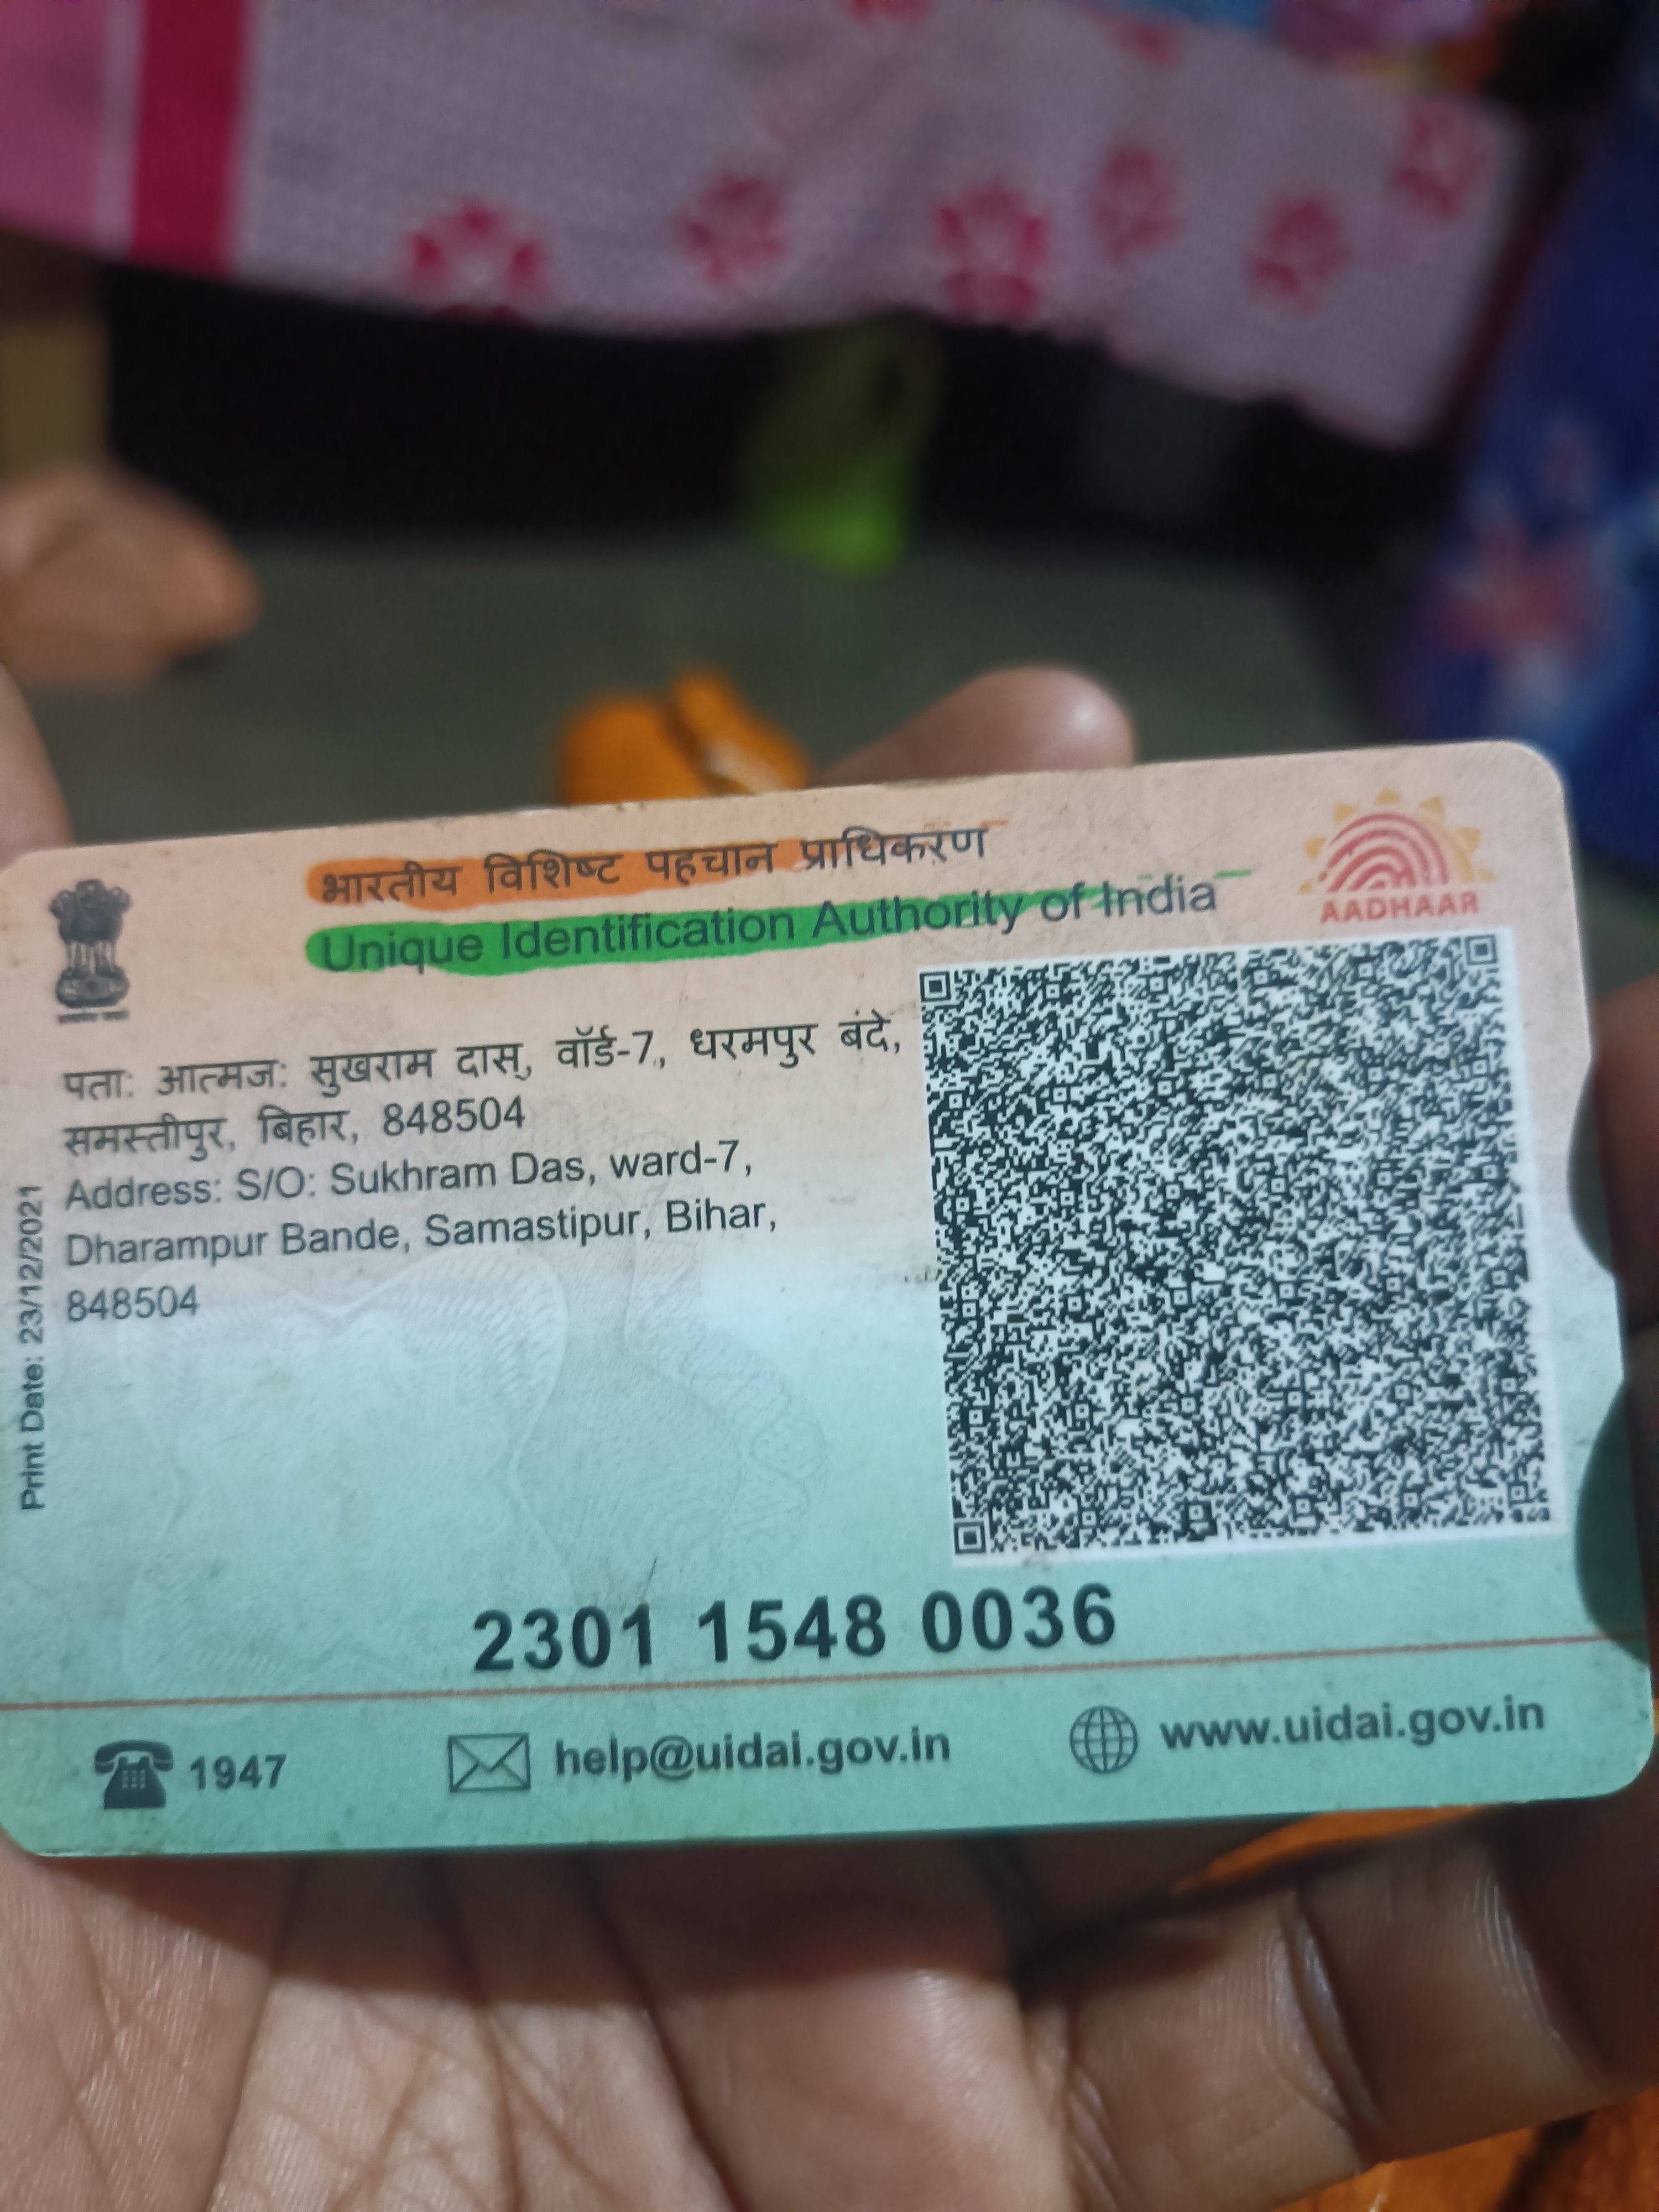 भारतीय विशिष्ट पहचान प्राधिकरण
Unique Identification Authority of India
AADHAAR
पता: आत्मज: सुखराम दास, वॉर्ड-7, धरमपुर बंदे,
समस्तीपुर, बिहार, 848504
Address: S/O: Sukhram Das, ward-7,
Dharampur Bande, Samastipur, Bihar,
848504
Print Date: 23/12/2021
2301 1548 0036
1947
help@uidai.gov.in
www.uidai.gov.in